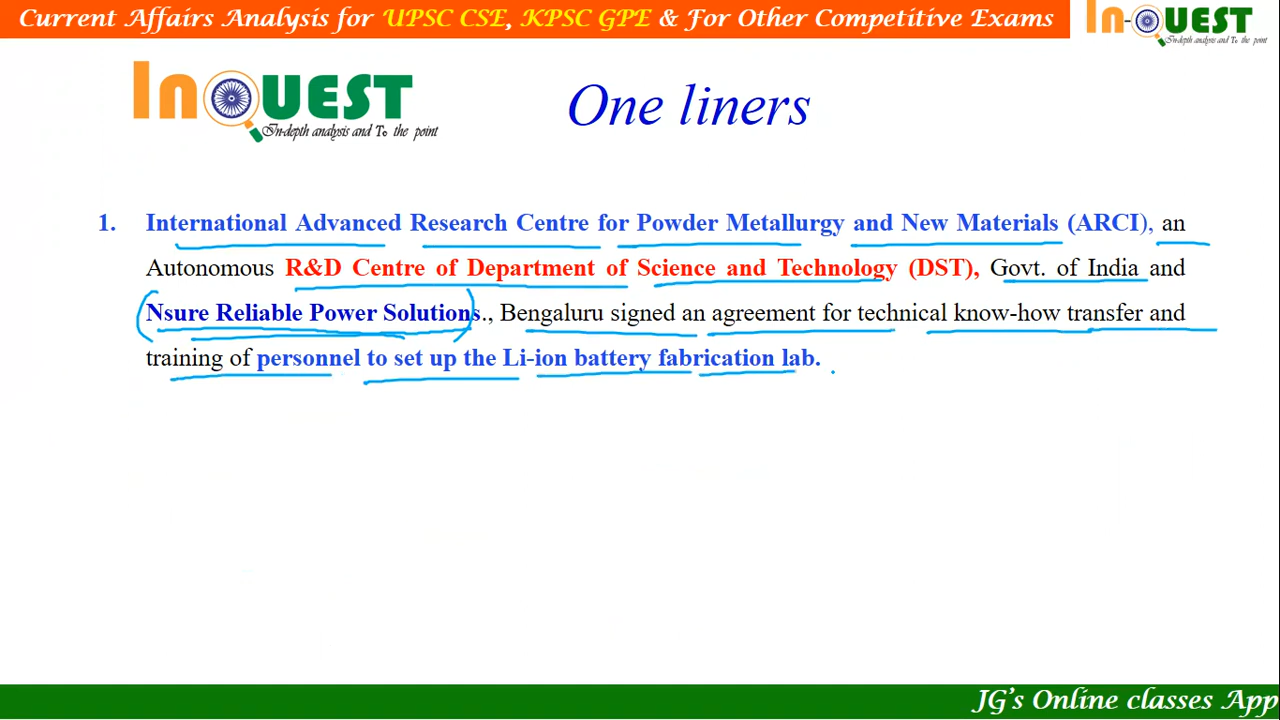 Current Affairs Analysis for UPSC CSE, KPSC GPE & For Other Competitive Exams
In-QUEST
In-depth analysis and To the point
InQUEST
In-depth analysis and To the point
One liners
1. International Advanced Research Centre for Powder Metallurgy and New Materials (ARCI), an
Autonomous R&D Centre of Department of Science and Technology (DST), Govt. of India and
Nsure Reliable Power Solutions., Bengaluru signed an agreement for technical know-how transfer and
training of personnel to set up the Li-ion battery fabrication lab.
JG's Online classes App